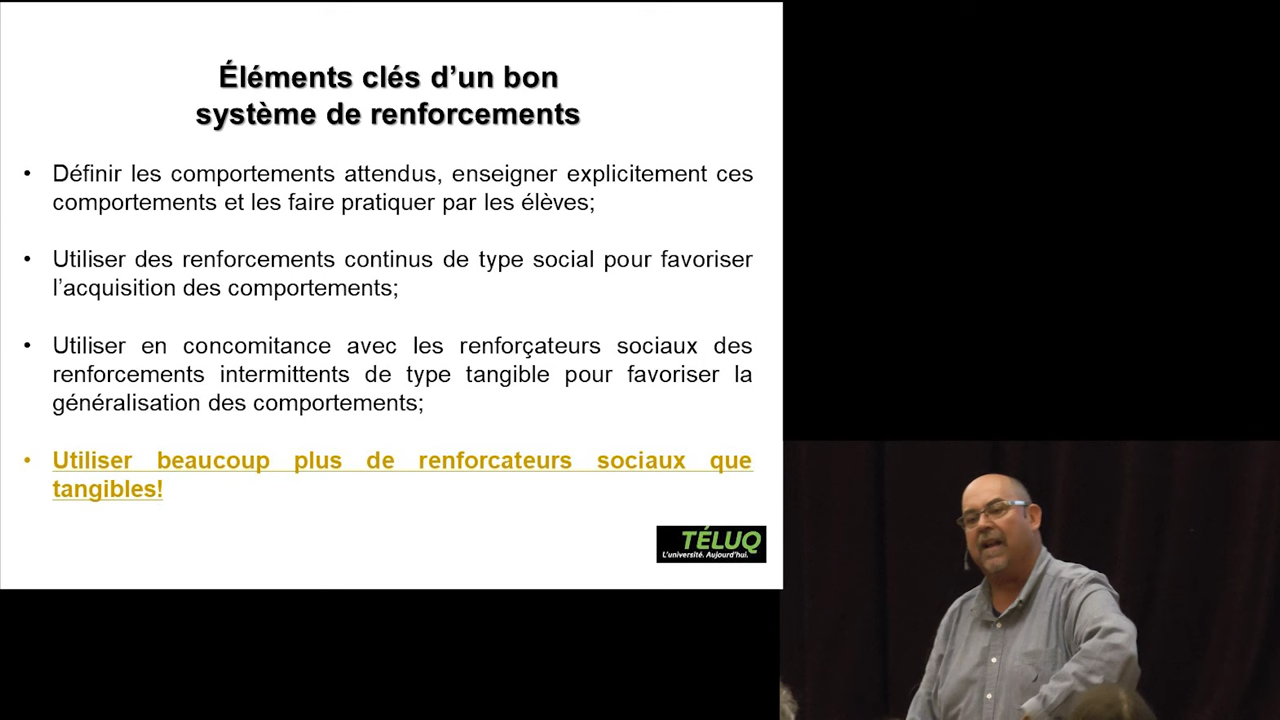 Éléments clés d’un bon
système de renforcements
• Définir les comportements attendus, enseigner explicitement ces
comportements et les faire pratiquer par les élèves;
• Utiliser des renforcements continus de type social pour favoriser
l’acquisition des comportements;
• Utiliser en concomitance avec les renforçateurs sociaux des
renforcements intermittents de type tangible pour favoriser la
généralisation des comportements;
• Utiliser beaucoup plus de renforcateurs sociaux que
tangibles!
TÉLUQ
L’université. Aujourd’hui.